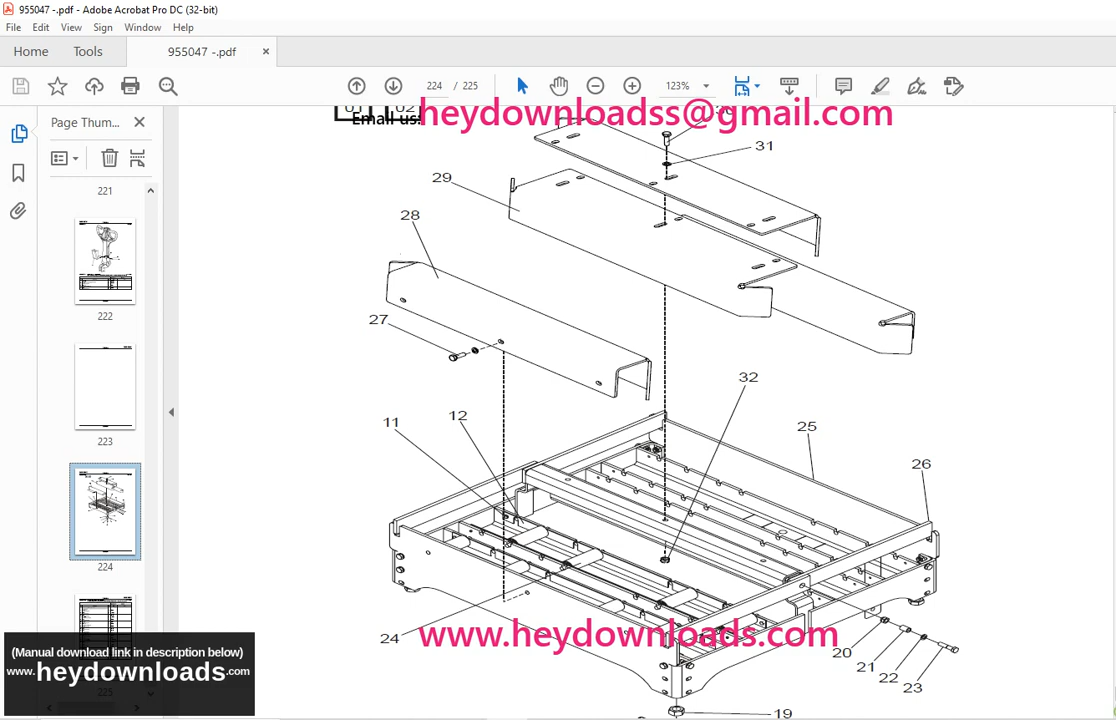 955047 -.pdf - Adobe Acrobat Pro DC (32-bit)
File Edit View Sign Window Help
Home Tools 955047 -.pdf ×
224 / 225 123%
Page Thum...
221
222
223
224
225
Email us:
heydownloadss@gmail.com
31
29
28
27
32
11
12
25
26
24
20
21
22
23
19
www.heydownloads.com
(Manual download link in description below)
www.heydownloads.com